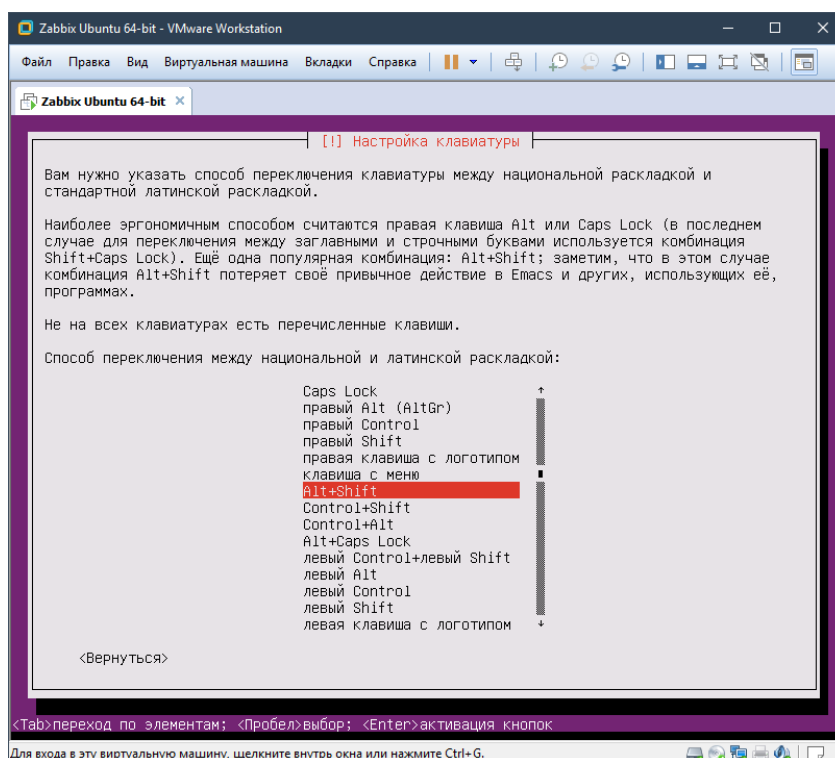 Zabbix Ubuntu 64-bit - VMware Workstation
Файл Правка Вид Виртуальная машина Вкладки Справка
Zabbix Ubuntu 64-bit
[!] Настройка клавиатуры
Вам нужно указать способ переключения клавиатуры между национальной раскладкой и
стандартной латинской раскладкой.
Наиболее эргономичным способом считаются правая клавиша Alt или Caps Lock (в последнем
случае для переключения между заглавными и строчными буквами используется комбинация
Shift+Caps Lock). Ещё одна популярная комбинация: Alt+Shift; заметим, что в этом случае
комбинация Alt+Shift потеряет своё привычное действие в Emacs и других, использующих её,
программах.
Не на всех клавиатурах есть перечисленные клавиши.
Способ переключения между национальной и латинской раскладкой:
Caps Lock
правый Alt (AltGr)
правый Control
правый Shift
правая клавиша с логотипом
клавиша с меню
Alt+Shift
Control+Shift
Control+Alt
Alt+Caps Lock
левый Control+левый Shift
левый Alt
левый Control
левый Shift
левая клавиша с логотипом
<Вернуться>
<Tab>переход по элементам; <Пробел>выбор; <Enter>активация кнопок
Для входа в эту виртуальную машину, щелкните внутрь окна или нажмите Ctrl+G.